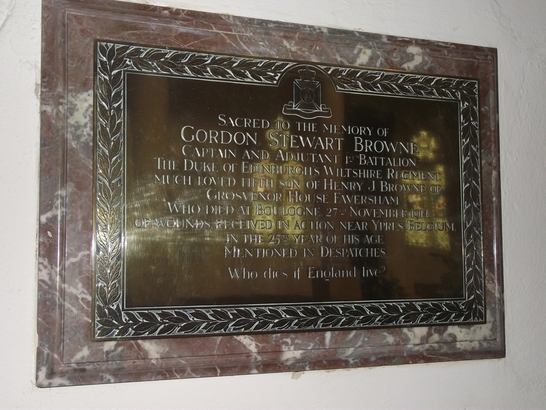 SACRED TO THE MEMORY OF
GORDON STEWART BROWNE
CAPTAIN AND ADJUTANT 1ST BATTALION
THE DUKE OF EDINBURGH'S WILTSHIRE REGIMENT
MUCH LOVED FIFTH SON OF HENRY J BROWNE OF
GROSVENOR HOUSE FAVERSHAM
WHO DIED AT BOULOGNE 27TH NOVEMBER
OF WOUNDS RECEIVED IN ACTION NEAR YPRES BELGIUM
IN THE 25TH YEAR OF HIS AGE
MENTIONED IN DESPATCHES
Who dies if England live?